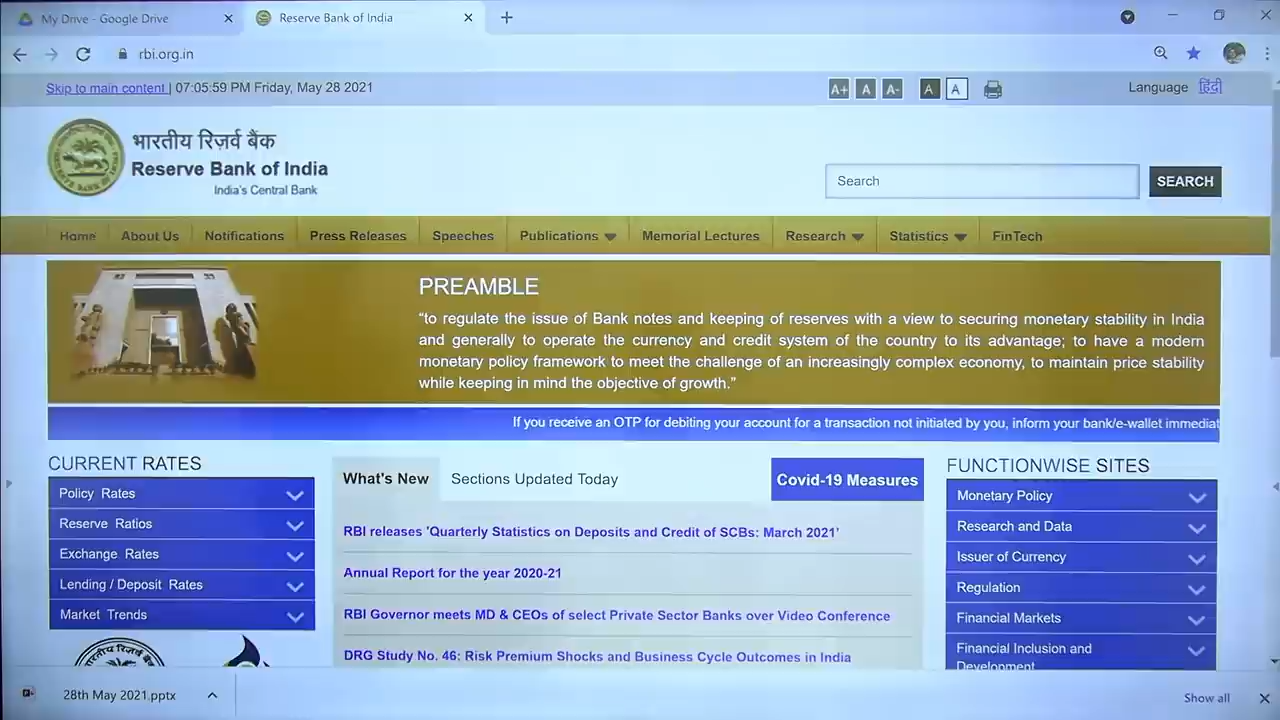 My Drive - Google Drive
Reserve Bank of India
rbi.org.in
Skip to main content | 07:05:59 PM Friday, May 28 2021
A+ A A- A A
Language हिंदी
भारतीय रिज़र्व बैंक
Reserve Bank of India
India's Central Bank
Search
SEARCH
Home About Us Notifications Press Releases Speeches Publications Memorial Lectures Research Statistics FinTech
PREAMBLE
“to regulate the issue of Bank notes and keeping of reserves with a view to securing monetary stability in India
and generally to operate the currency and credit system of the country to its advantage; to have a modern
monetary policy framework to meet the challenge of an increasingly complex economy, to maintain price stability
while keeping in mind the objective of growth.”
If you receive an OTP for debiting your account for a transaction not initiated by you, inform your bank/e-wallet immediat
CURRENT RATES
Policy Rates
Reserve Ratios
Exchange Rates
Lending / Deposit Rates
Market Trends
What's New
Sections Updated Today
Covid-19 Measures
RBI releases 'Quarterly Statistics on Deposits and Credit of SCBs: March 2021'
Annual Report for the year 2020-21
RBI Governor meets MD & CEOs of select Private Sector Banks over Video Conference
DRG Study No. 46: Risk Premium Shocks and Business Cycle Outcomes in India
FUNCTIONWISE SITES
Monetary Policy
Research and Data
Issuer of Currency
Regulation
Financial Markets
Financial Inclusion and
Development
28th May 2021.pptx
Show all